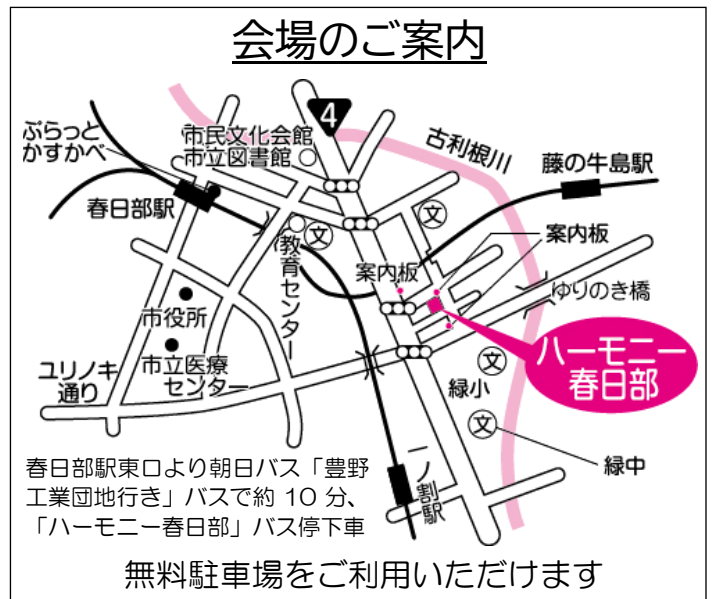 会場のご案内
4
ぷらっと
かすかべ
市民文化会館
市立図書館
古利根川
藤の牛島駅
春日部駅
文
文
教育センター
案内板
案内板
ゆりのき橋
市役所
市立医療
センター
ユリノキ
通り
ハーモニー
春日部
文
緑小
文
緑中
一ノ割駅
春日部駅東口より朝日バス「豊野
工業団地行き」バスで約 10 分、
「ハーモニー春日部」バス停下車
無料駐車場をご利用いただけます